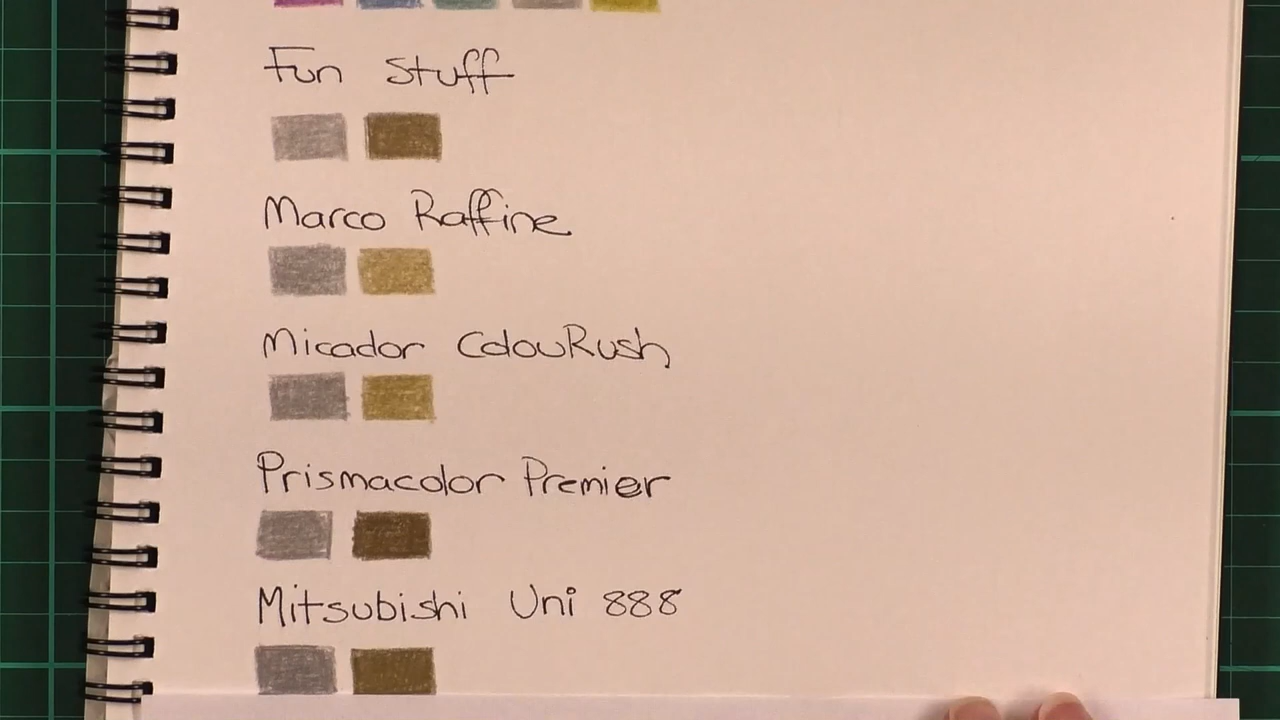 Fun Stuff
Marco Raffine
Micador ColouRush
Prismacolor Premier
Mitsubishi Uni 888